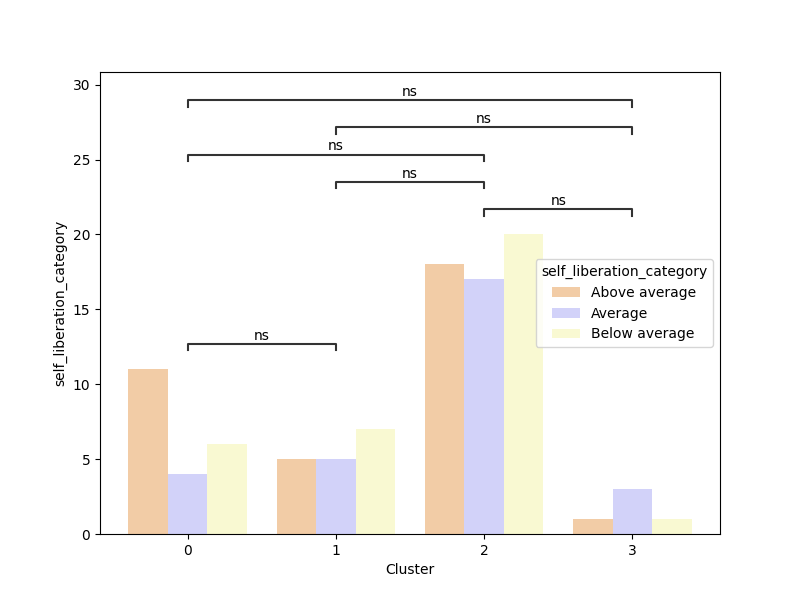 30
ns
ns
ns
25
ns
ns
20
self_liberation_category
self_liberation_category
Above average
Average
Below average
15
ns
10
5
0
0 1 2 3
Cluster